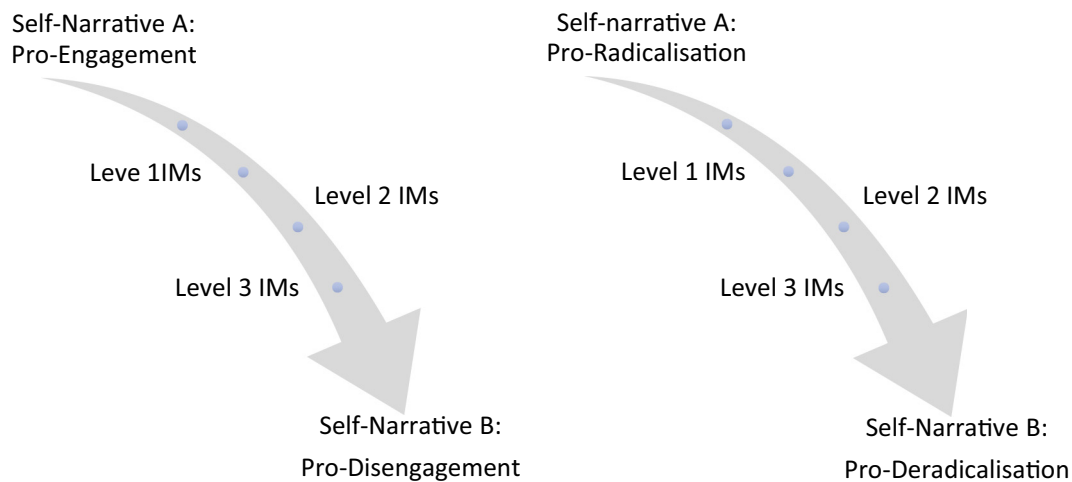 Self-Narrative A:
Pro-Engagement
Leve 1IMs
Level 2 IMs
Level 3 IMs
Self-Narrative B:
Pro-Disengagement
Self-narrative A:
Pro-Radicalisation
Level 1 IMs
Level 2 IMs
Level 3 IMs
Self-Narrative B:
Pro-Deradicalisation